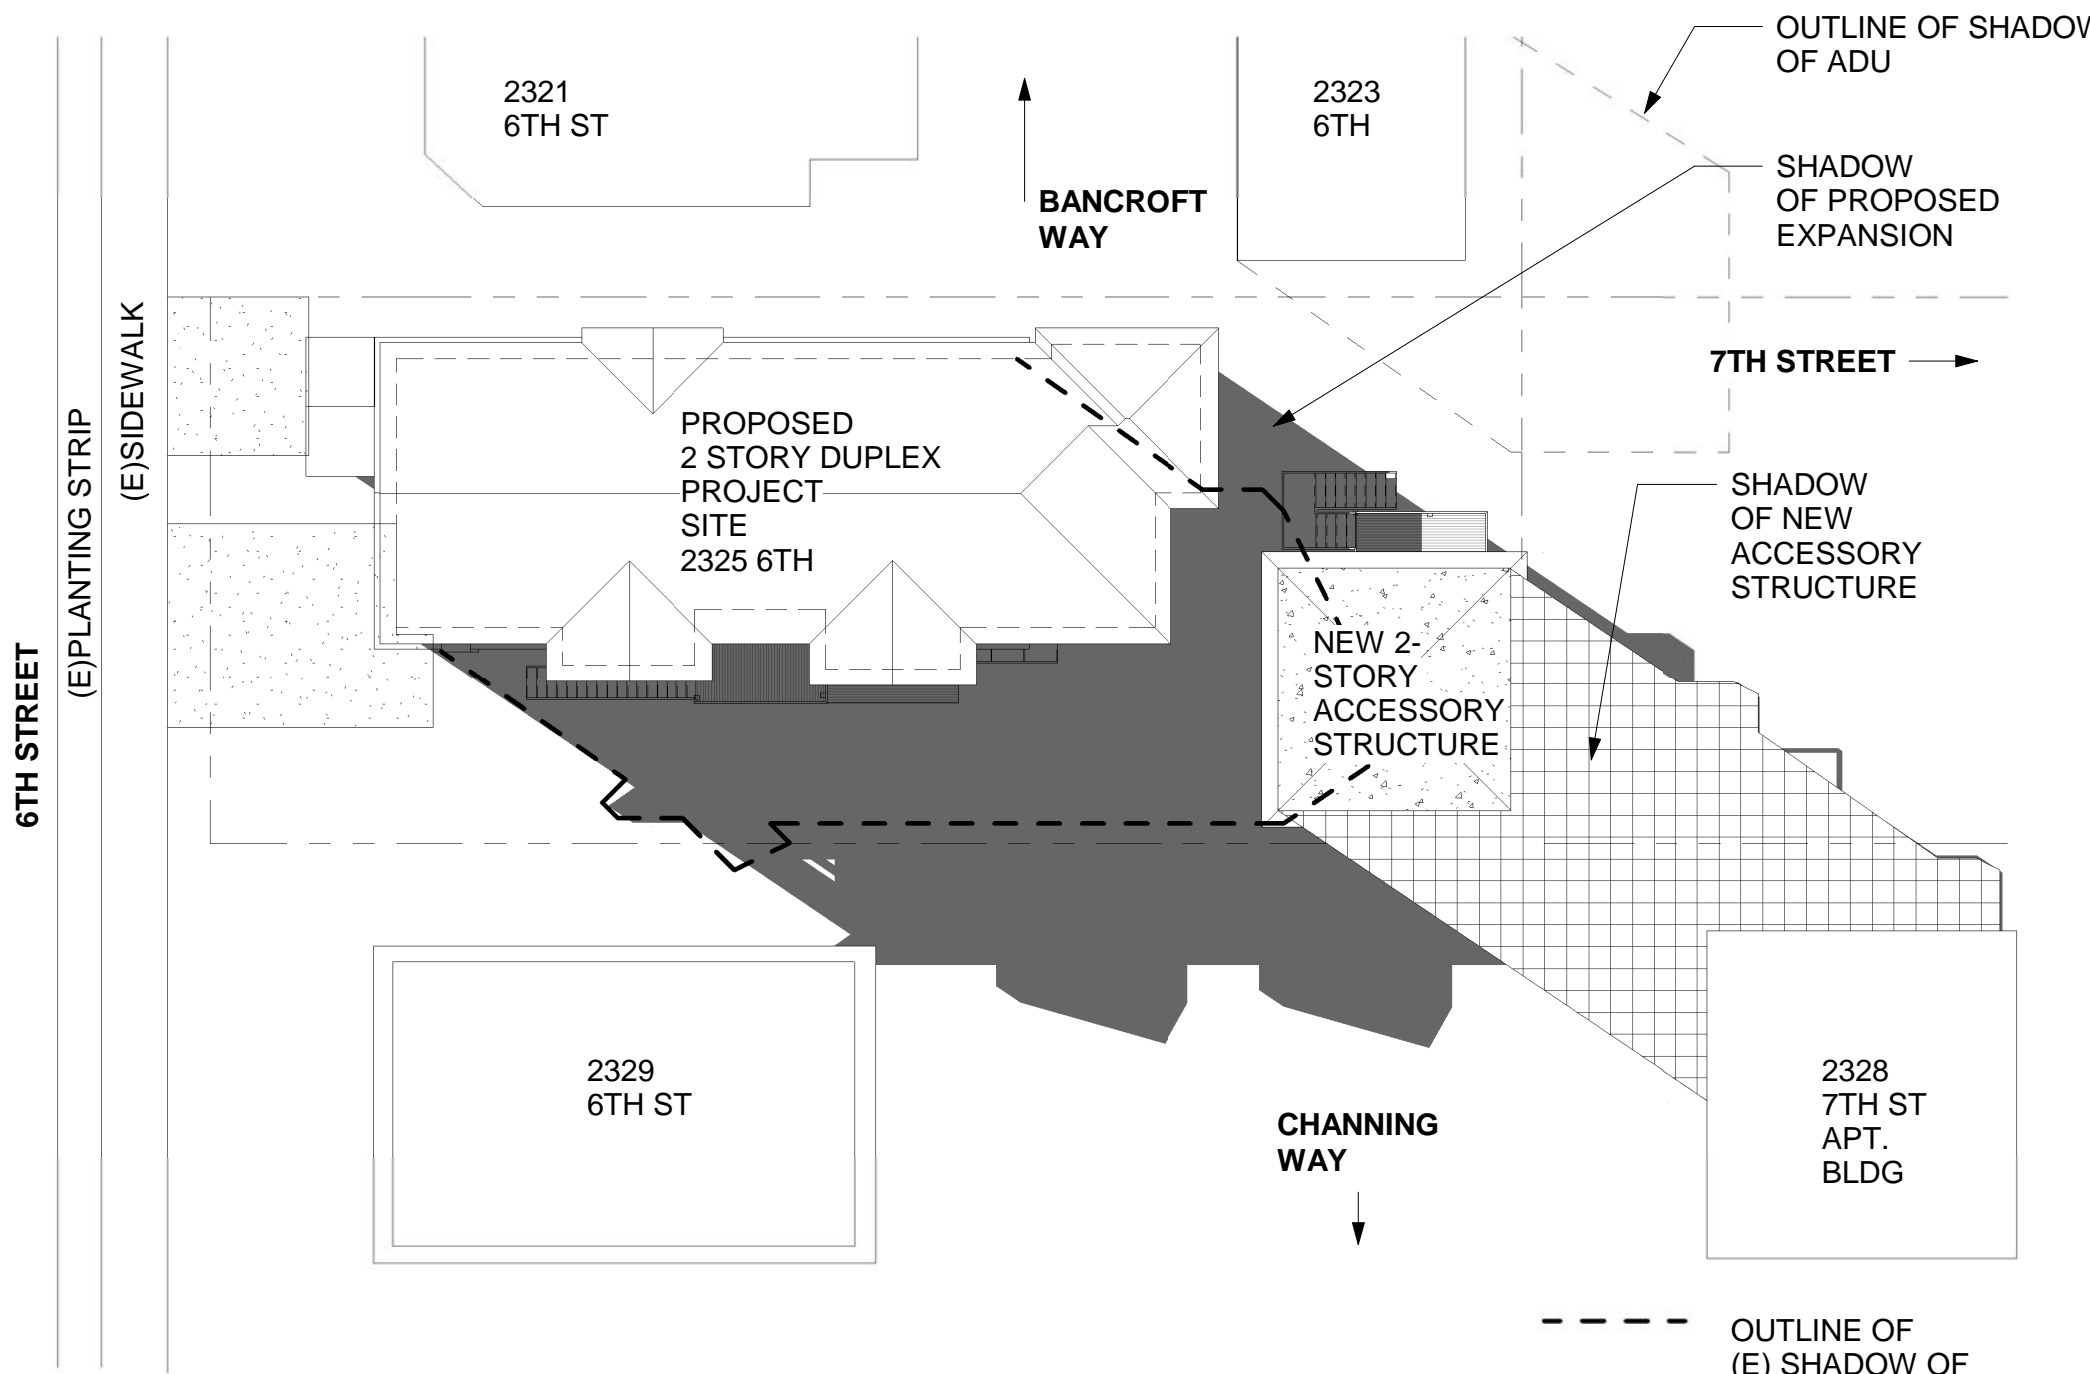 OUTLINE OF SHADOW
OF ADU
2321
6TH ST
2323
6TH
SHADOW
OF PROPOSED
EXPANSION
BANCROFT
WAY
(E)SIDEWALK
7TH STREET
(E)PLANTING STRIP
PROPOSED
2 STORY DUPLEX
PROJECT
SITE
2325 6TH
SHADOW
OF NEW
ACCESSORY
STRUCTURE
6TH STREET
NEW 2-
STORY
ACCESSORY
STRUCTURE
2329
6TH ST
2328
7TH ST
APT.
BLDG
CHANNING
WAY
OUTLINE OF
(E) SHADOW OF